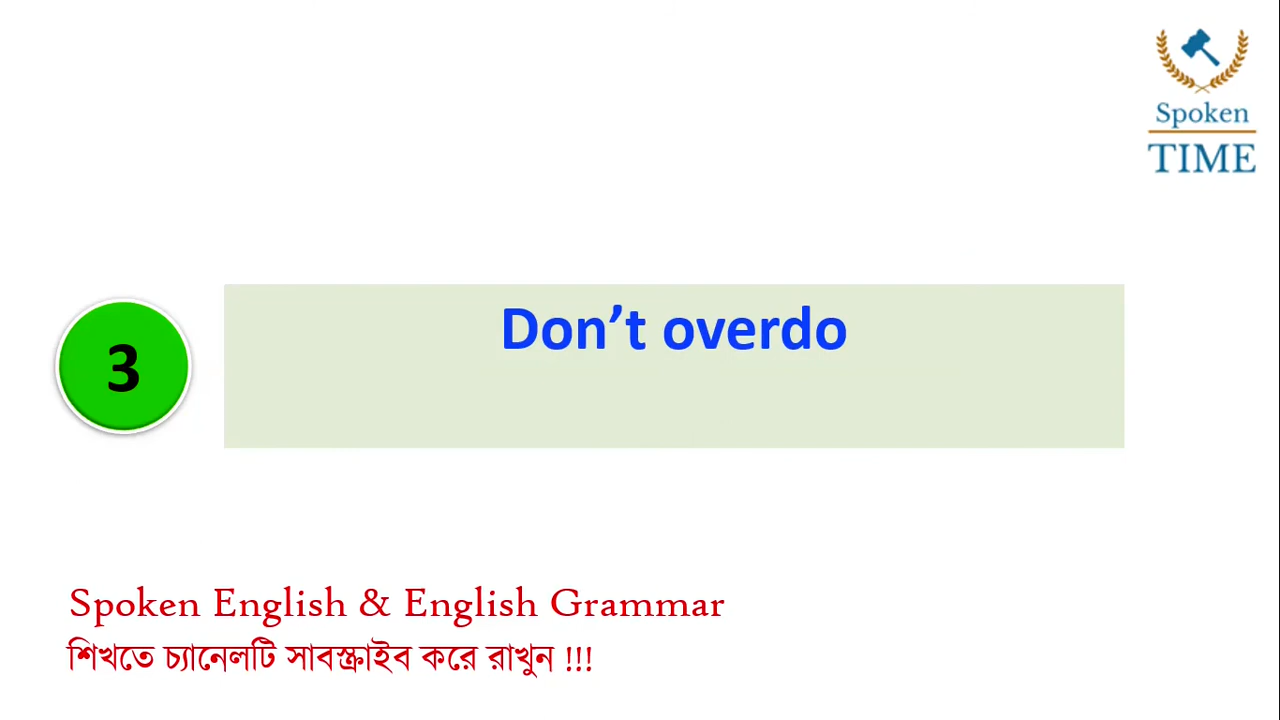 Spoken
TIME
Don’t overdo
3
Spoken English & English Grammar
শিখতে চ্যানেলটি সাবস্ক্রাইব করে রাখুন !!!